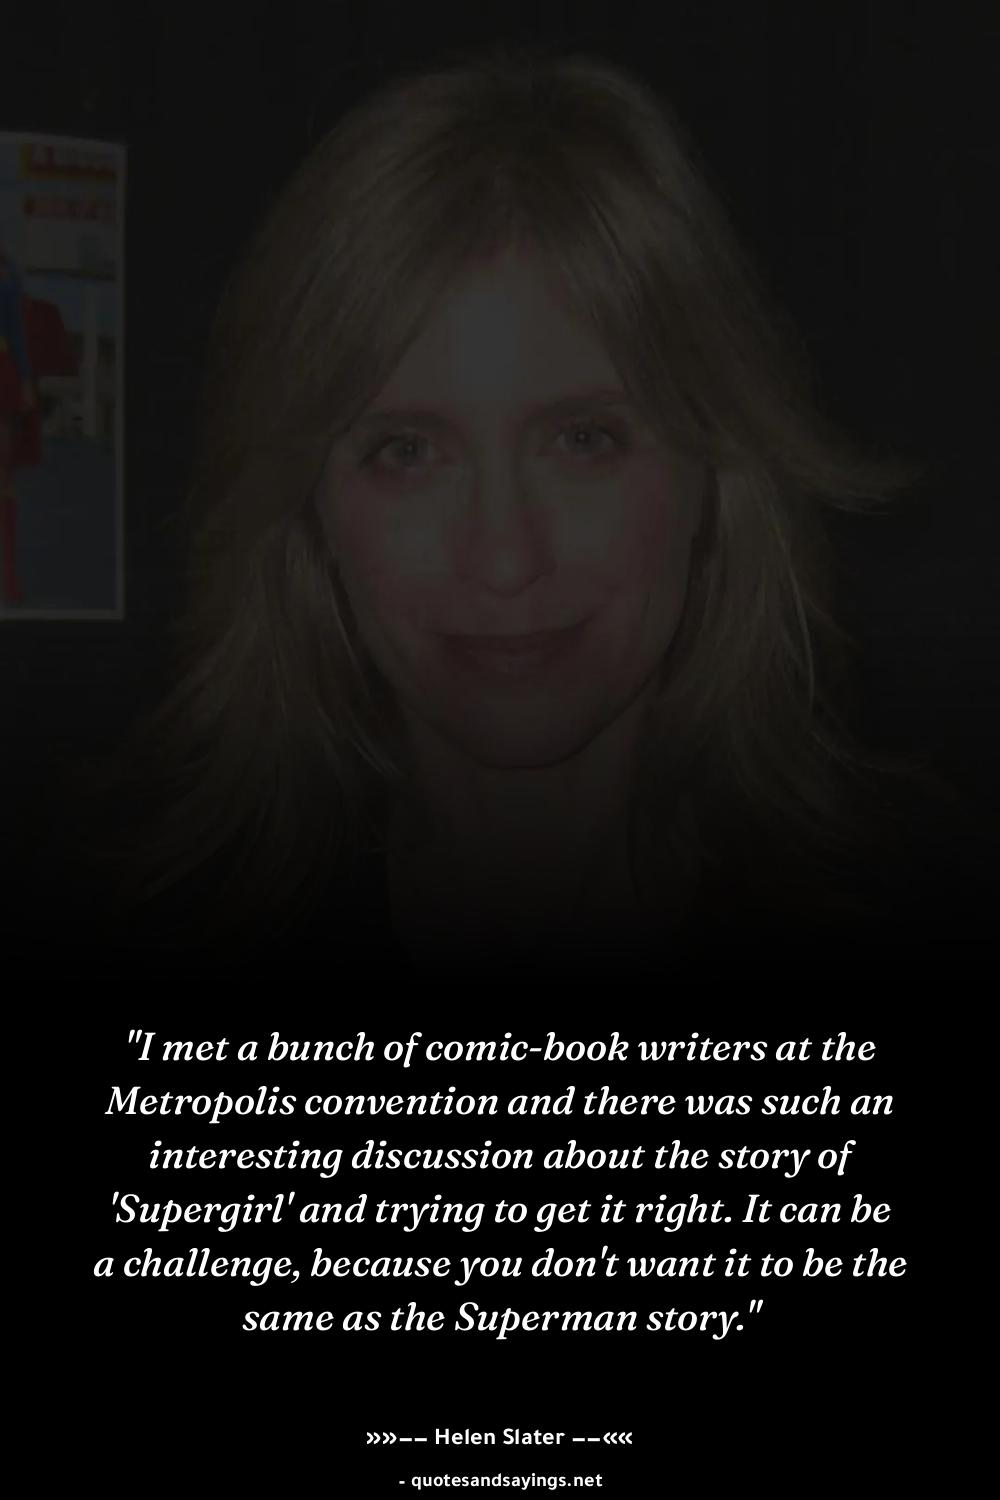 "I met a bunch of comic-book writers at the
Metropolis convention and there was such an
interesting discussion about the story of
'Supergirl' and trying to get it right. It can be
a challenge, because you don't want it to be the
same as the Superman story."
»»–– Helen Slater ––««
- quotesandsayings.net